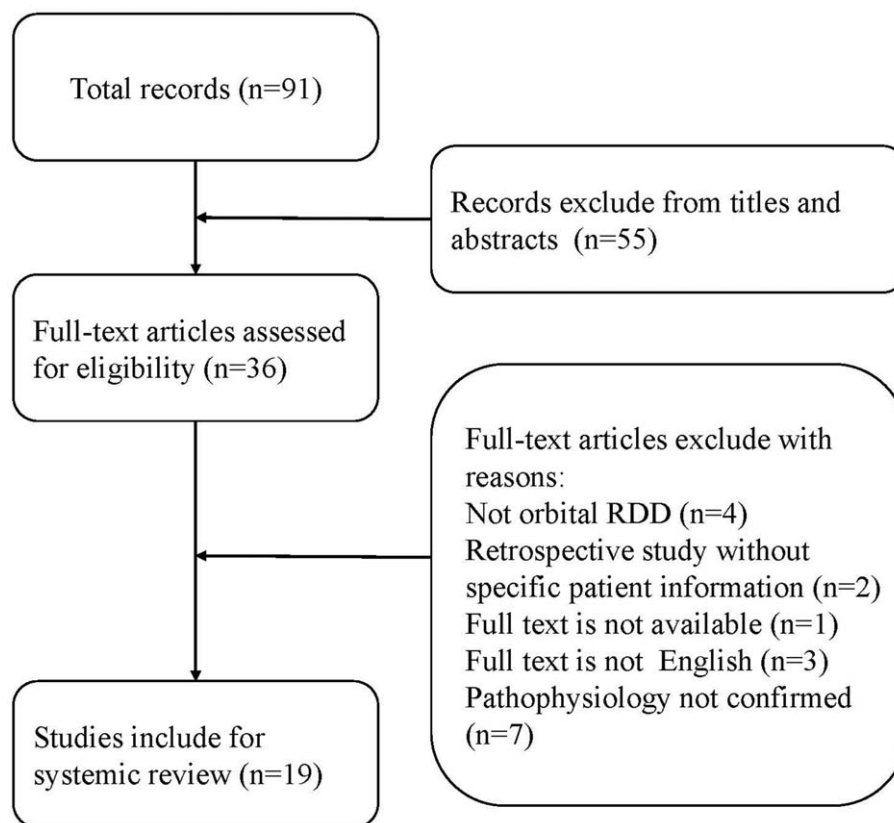 Total records (n=91)
Records exclude from titles and
abstracts (n=55)
Full-text articles assessed
for eligibility (n=36)
Full-text articles exclude with
reasons:
Not orbital RDD (n=4)
Retrospective study without
specific patient information (n=2)
Full text is not available (n=1)
Full text is not English (n=3)
Pathophysiology not confirmed
(n=7)
Studies include for
systemic review (n=19)